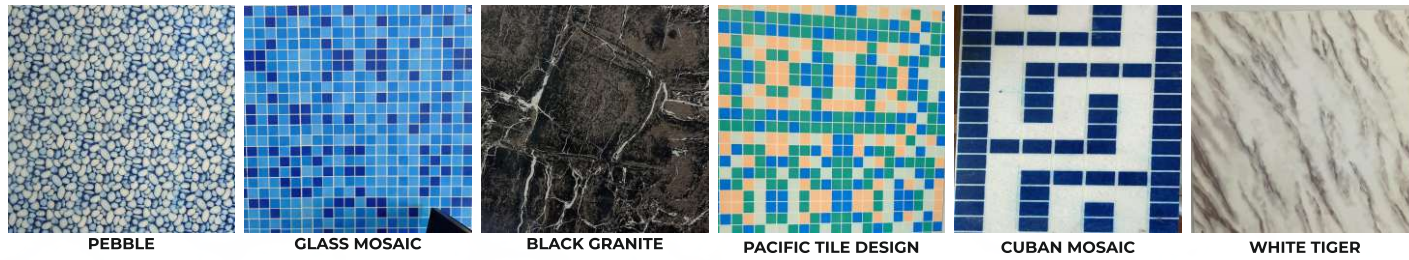 PEBBLE
GLASS MOSAIC
BLACK GRANITE
PACIFIC TILE DESIGN
CUBAN MOSAIC
WHITE TIGER